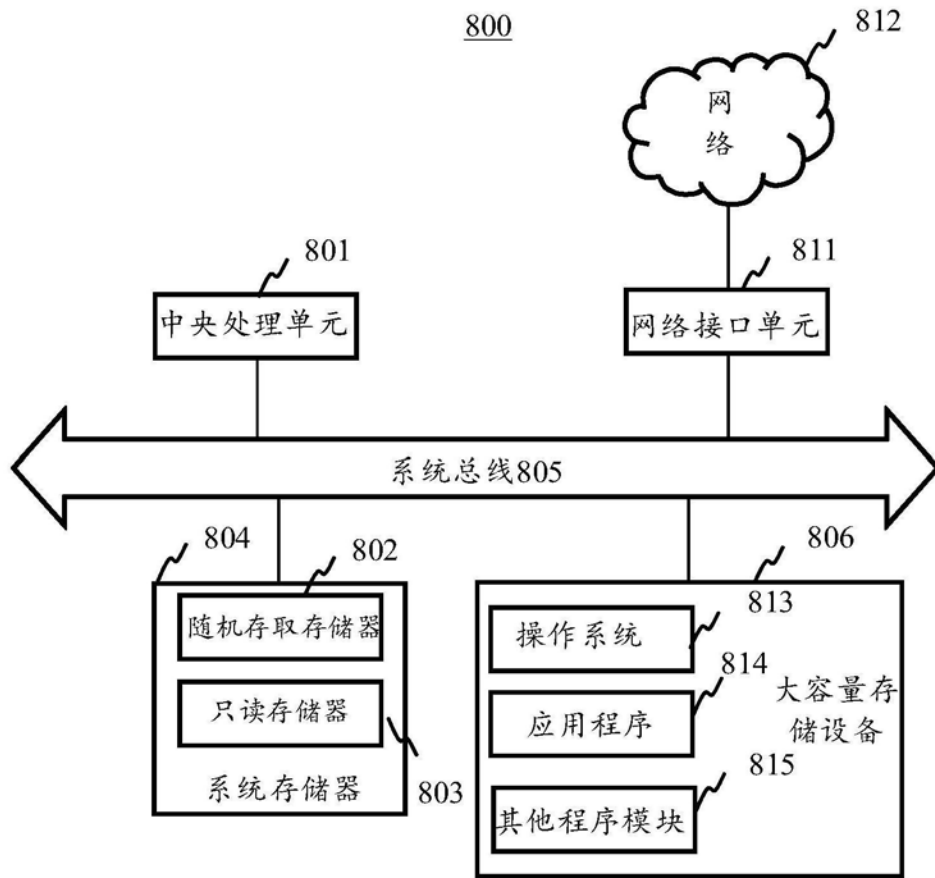 800
812
网
络
801
811
中央处理单元
网络接口单元
系统总线805
804
802
806
随机存取存储器
813
操作系统
814
只读存储器
大容量存
储设备
应用程序
803
系统存储器
815
其他程序模块